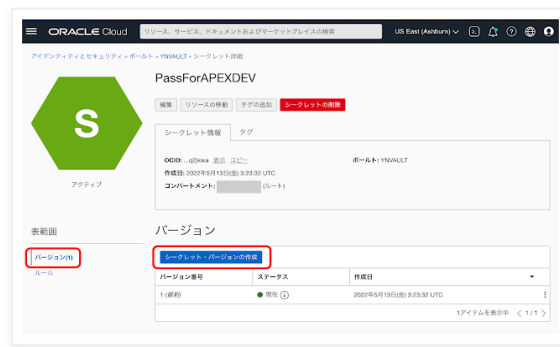 ORACLE Cloud
リソース、サービス、ドキュメントおよびマーケットプレイスの検索
US East (Ashburn)
アイデンティティとセキュリティ » ボールト » YNVAULT » シークレット詳細
S
アクティブ
PassForAPEXDEV
編集 リソースの移動 タグの追加 シークレットの削除
シークレット情報 タグ
OCID: ...q2jkwa 表示 コピー
ボールト: YNVAULT
作成日: 2022年5月13日(金) 3:23:32 UTC
コンパートメント: (ルート)
表範囲
バージョン(1)
ルール
バージョン
シークレット・バージョンの作成
バージョン番号 ステータス 作成日
1 (最新) 現在 2022年5月13日(金) 3:23:32 UTC
1アイテムを表示中 < 1 / 1 >